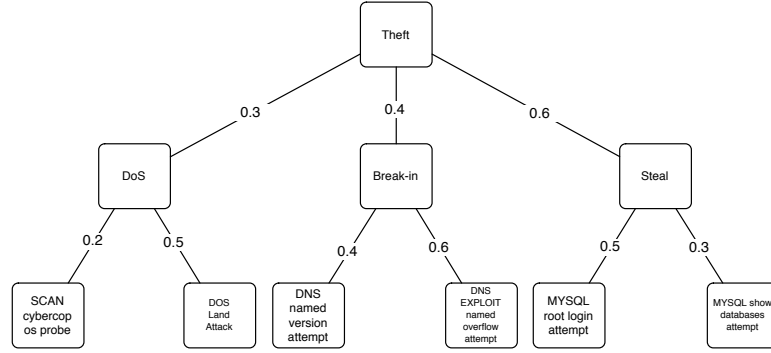 Theft
0.3
0.4
0.6
DoS
Break-in
Steal
0.2
0.5
0.4
0.6
0.5
0.3
SCAN
cybercop
os probe
DOS
Land
Attack
DNS
named
version
attempt
DNS
EXPLOIT
named
overflow
attempt
MYSQL
root login
attempt
MYSQL show
databases
attempt